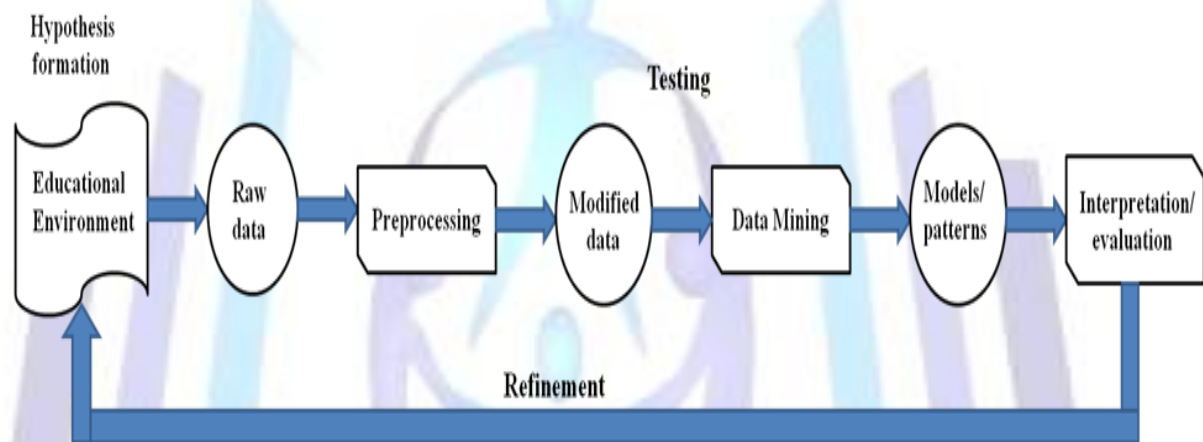 Hypothesis
formation
Testing
Educational
Environment
Raw
data
Preprocessing
Modified
data
Data Mining
Models/
patterns
Interpretation/
evaluation
Refinement